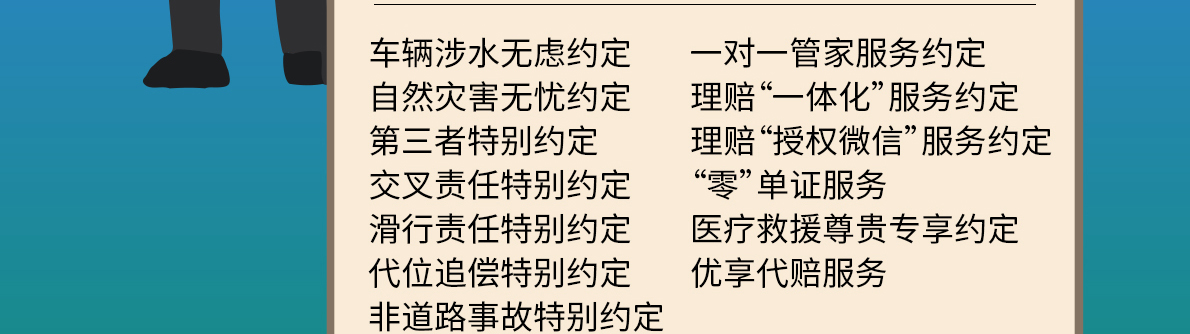 车辆涉水无虑约定
自然灾害无忧约定
第三者特别约定
交叉责任特别约定
滑行责任特别约定
代位追偿特别约定
非道路事故特别约定
一对一管家服务约定
理赔“一体化”服务约定
理赔“授权微信”服务约定
“零”单证服务
医疗救援尊贵专享约定
优享代赔服务